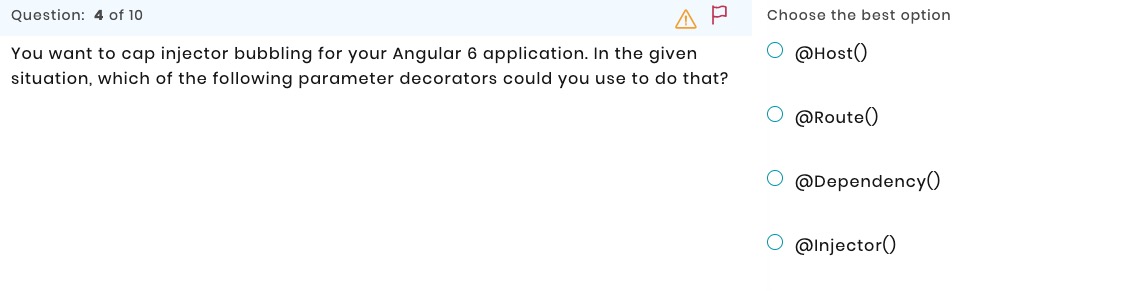 Question: 4 of 10
You want to cap injector bubbling for your Angular 6 application. In the given
situation, which of the following parameter decorators could you use to do that?
Choose the best option
@Host()
@Route()
@Dependency()
@Injector()